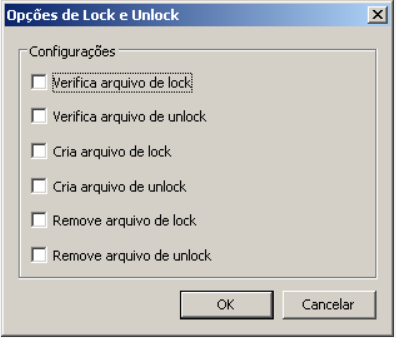 Opções de Lock e Unlock
Configurações
Verifica arquivo de lock
Verifica arquivo de unlock
Cria arquivo de lock
Cria arquivo de unlock
Remove arquivo de lock
Remove arquivo de unlock
OK Cancelar